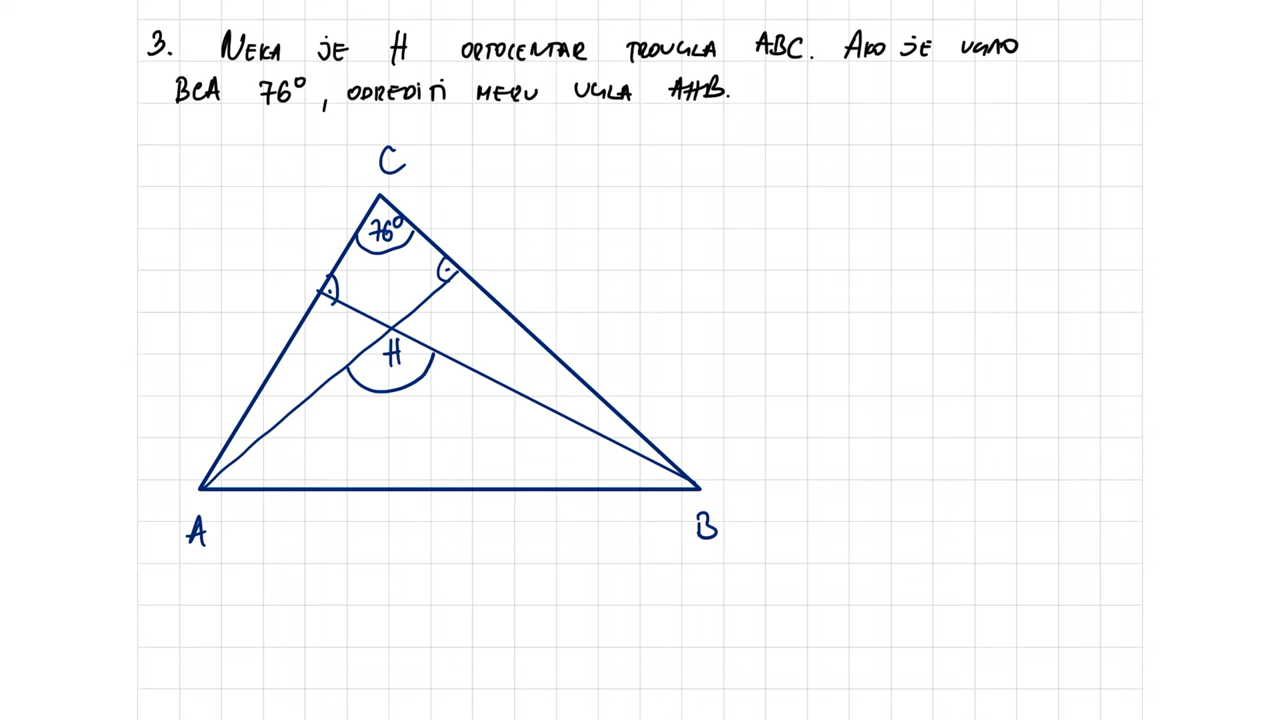 3. NEKA JE H ORTOCENTAR TROUGLA ABC. AKO JE UGAO
BCA 76°, ODREDITI MERU UGLA AHB.
C
76°
H
A
B